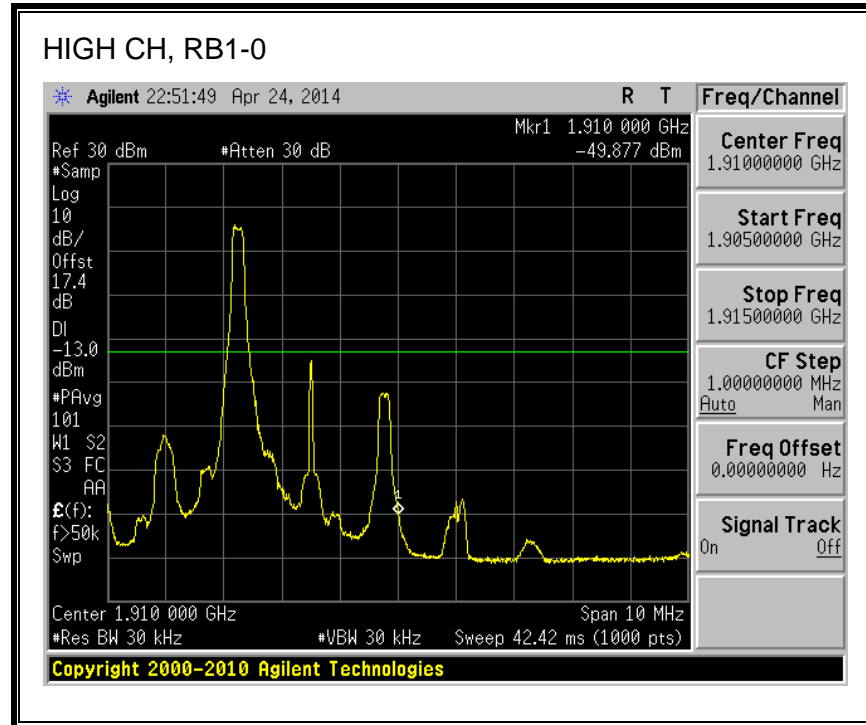 HIGH CH, RB1-0
Agilent 22:51:49 Apr 24, 2014 R T
Freq/Channel
Mkr1 1.910 000 GHz
Ref 30 dBm #Atten 30 dB -49.877 dBm
#Samp
Log
10
dB/
Offst
17.4
dB
DI
-13.0
dBm
#PAvg
101
W1 S2
S3 FC
AA
£(f):
f>50k
Swp
1
Center 1.910 000 GHz Span 10 MHz
#Res BW 30 kHz #VBW 30 kHz Sweep 42.42 ms (1000 pts)
Center Freq
1.91000000 GHz
Start Freq
1.90500000 GHz
Stop Freq
1.91500000 GHz
CF Step
1.00000000 MHz
Auto Man
Freq Offset
0.00000000 Hz
Signal Track
On Off
Copyright 2000-2010 Agilent Technologies